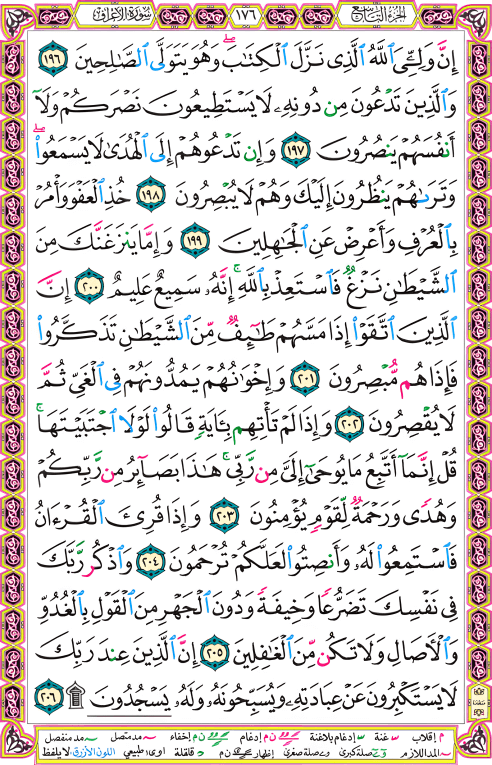 الجزء التاسع ١٧٦ سورة الأعراف
إِنَّ وَلِـِّۧيَ ٱللَّهُ ٱلَّذِي نَزَّلَ ٱلۡكِتَٰبَۖ وَهُوَ يَتَوَلَّى ٱلصَّٰلِحِينَ ١٩٦
وَٱلَّذِينَ تَدۡعُونَ مِن دُونِهِۦ لَا يَسۡتَطِيعُونَ نَصۡرَكُمۡ وَلَآ
أَنفُسَهُمۡ يَنصُرُونَ ١٩٧ وَإِن تَدۡعُوهُمۡ إِلَى ٱلۡهُدَىٰ لَا يَسۡمَعُواْۖ
وَتَرَىٰهُمۡ يَنظُرُونَ إِلَيۡكَ وَهُمۡ لَا يُبۡصِرُونَ ١٩٨ خُذِ ٱلۡعَفۡوَ وَأۡمُرۡ
بِٱلۡعُرۡفِ وَأَعۡرِضۡ عَنِ ٱلۡجَٰهِلِينَ ١٩٩ وَإِمَّا يَنزَغَنَّكَ مِنَ
ٱلشَّيۡطَٰنِ نَزۡغٞ فَٱسۡتَعِذۡ بِٱللَّهِۚ إِنَّهُۥ سَمِيعٌ عَلِيمٌ ٢٠٠ إِنَّ
ٱلَّذِينَ ٱتَّقَوۡاْ إِذَا مَسَّهُمۡ طَٰٓئِفٞ مِّنَ ٱلشَّيۡطَٰنِ تَذَكَّرُواْ
فَإِذَا هُم مُّبۡصِرُونَ ٢٠١ وَإِخۡوَٰنُهُمۡ يَمُدُّونَهُمۡ فِي ٱلۡغَيِّ ثُمَّ
لَا يُقۡصِرُونَ ٢٠٢ وَإِذَا لَمۡ تَأۡتِهِم بِـَٔايَةٖ قَالُواْ لَوۡلَا ٱجۡتَبَيۡتَهَاۚ
قُلۡ إِنَّمَآ أَتَّبِعُ مَا يُوحَىٰٓ إِلَيَّ مِن رَّبِّيۚ هَٰذَا بَصَآئِرُ مِن رَّبِّكُمۡ
وَهُدٗى وَرَحۡمَةٞ لِّقَوۡمٖ يُؤۡمِنُونَ ٢٠٣ وَإِذَا قُرِئَ ٱلۡقُرۡءَانُ
فَٱسۡتَمِعُواْ لَهُۥ وَأَنصِتُواْ لَعَلَّكُمۡ تُرۡحَمُونَ ٢٠٤ وَٱذۡكُر رَّبَّكَ
فِي نَفۡسِكَ تَضَرُّعٗا وَخِيفَةٗ وَدُونَ ٱلۡجَهۡرِ مِنَ ٱلۡقَوۡلِ بِٱلۡغُدُوِّ
وَٱلۡأٓصَالِ وَلَا تَكُن مِّنَ ٱلۡغَٰفِلِينَ ٢٠٥ إِنَّ ٱلَّذِينَ عِندَ رَبِّكَ
لَا يَسۡتَكۡبِرُونَ عَنۡ عِبَادَتِهِۦ وَيُسَبِّحُونَهُۥ وَلَهُۥ يَسۡجُدُونَۤ ۩ ٢٠٦
م إقلاب غنة إدغام بلاغنة ن م إدغام ن م إخفاء مد متصل مد منفصل
المد اللازم صلة كبرى وصلة صغرى إظهار ن م قلقلة اوى: طبيعي اللون الأزرق: لا يلفظ